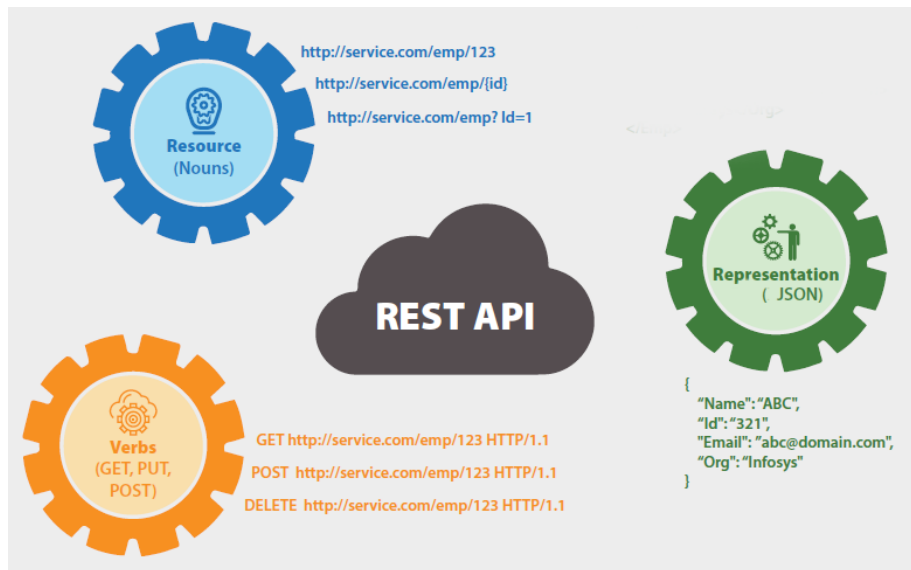 http://service.com/emp/123
http://service.com/emp/{id}
http://service.com/emp? Id=1
Resource
(Nouns)
REST API
Representation
( JSON)
{
“Name”: “ABC”,
“Id”: “321”,
"Email": "abc@domain.com",
“Org”: “Infosys”
}
Verbs
(GET, PUT,
POST)
GET http://service.com/emp/123 HTTP/1.1
POST http://service.com/emp/123 HTTP/1.1
DELETE http://service.com/emp/123 HTTP/1.1